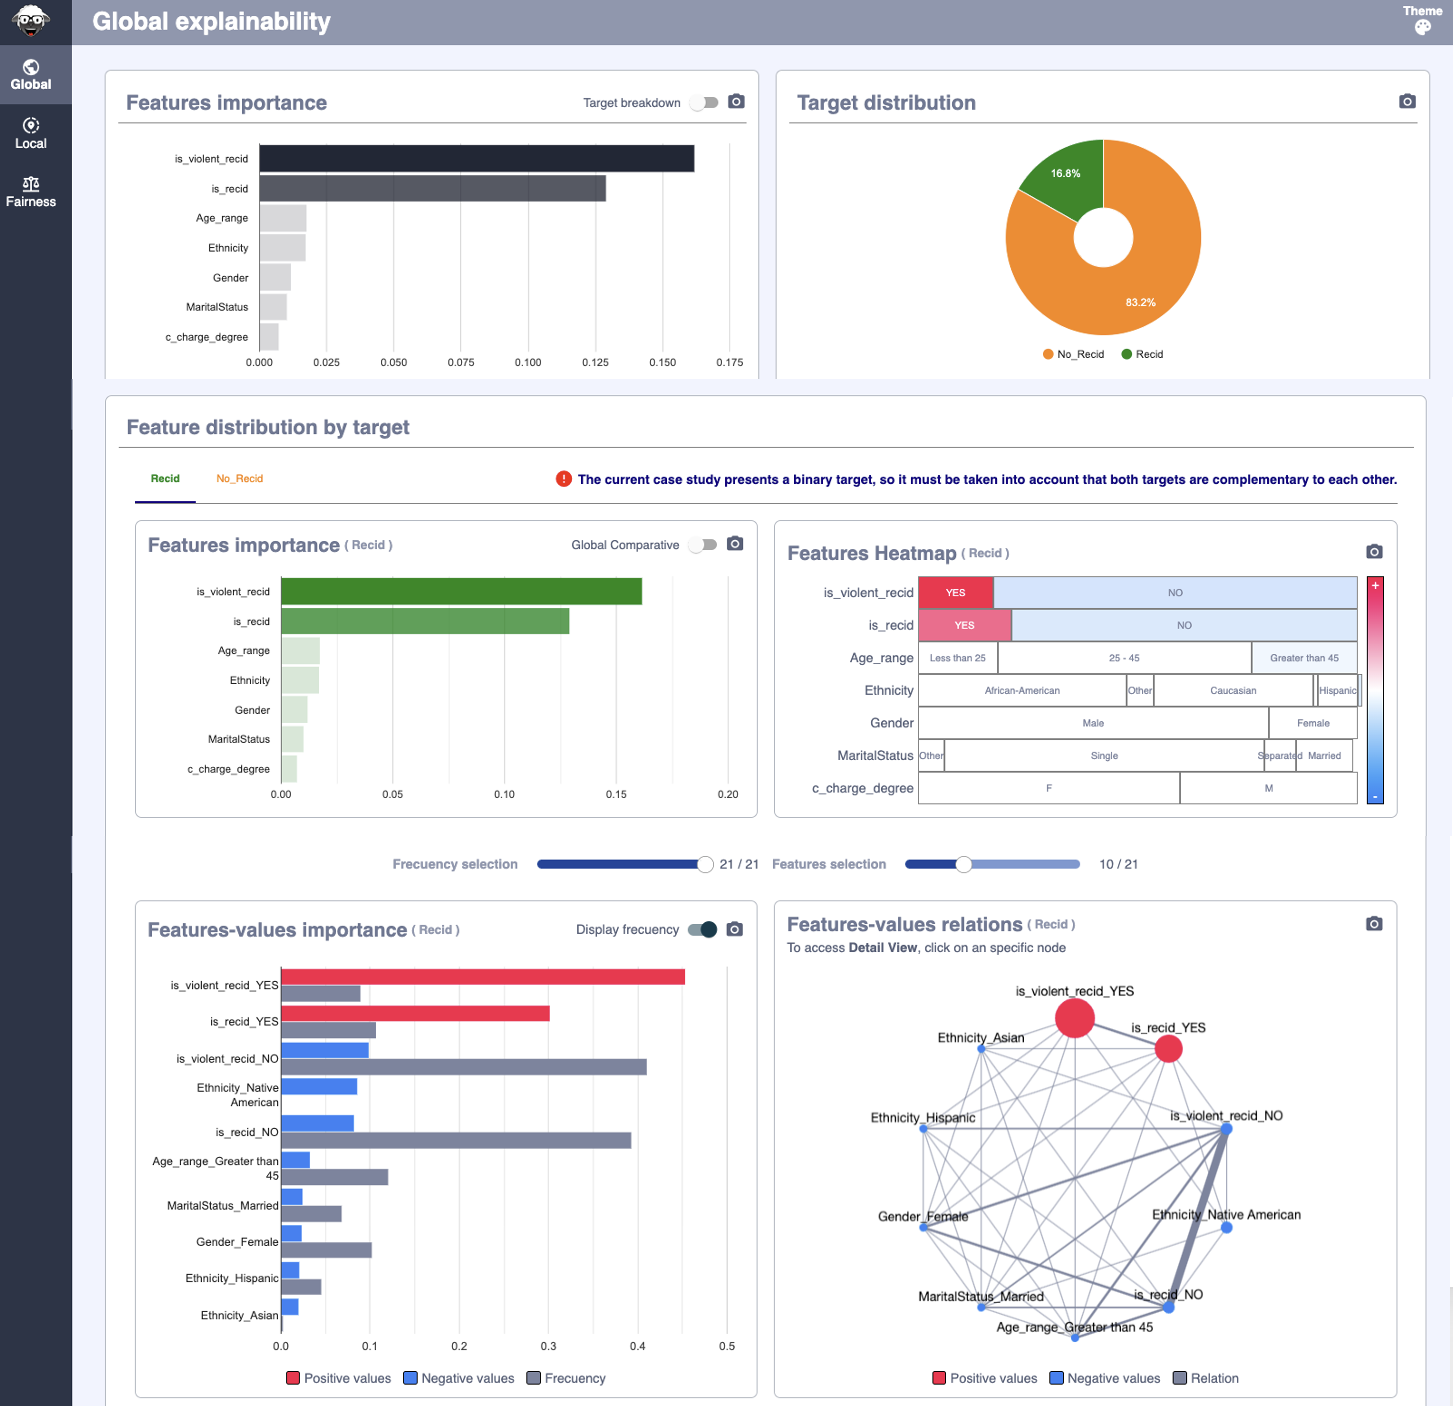 Global explainability
Theme
Global
Local
Fairness
Features importance
Target breakdown
is_violent_recid
is_recid
Age_range
Ethnicity
Gender
MaritalStatus
c_charge_degree
0.000 0.025 0.050 0.075 0.100 0.125 0.150 0.175
Target distribution
16.8%
83.2%
No_Recid Recid
Feature distribution by target
Recid No_Recid
! The current case study presents a binary target, so it must be taken into account that both targets are complementary to each other.
Features importance ( Recid )
Global Comparative
is_violent_recid
is_recid
Age_range
Ethnicity
Gender
MaritalStatus
c_charge_degree
0.00 0.05 0.10 0.15 0.20
Features Heatmap ( Recid )
is_violent_recid YES NO
is_recid YES NO
Age_range Less than 25 25 - 45 Greater than 45
Ethnicity African-American Other Caucasian Hispanic
Gender Male Female
MaritalStatus Other Single Separated Married
c_charge_degree F M
+
-
Frecuency selection 21 / 21 Features selection 10 / 21
Features-values importance ( Recid )
Display frecuency
is_violent_recid_YES
is_recid_YES
is_violent_recid_NO
Ethnicity_Native
American
is_recid_NO
Age_range_Greater than
45
MaritalStatus_Married
Gender_Female
Ethnicity_Hispanic
Ethnicity_Asian
0.0 0.1 0.2 0.3 0.4 0.5
Positive values Negative values Frecuency
Features-values relations ( Recid )
To access Detail View, click on an specific node
is_violent_recid_YES
is_recid_YES
Ethnicity_Asian
is_violent_recid_NO
Ethnicity_Hispanic
Ethnicity_Native American
Gender_Female
is_recid_NO
MaritalStatus_Married
Age_range_Greater than 45
Positive values Negative values Relation